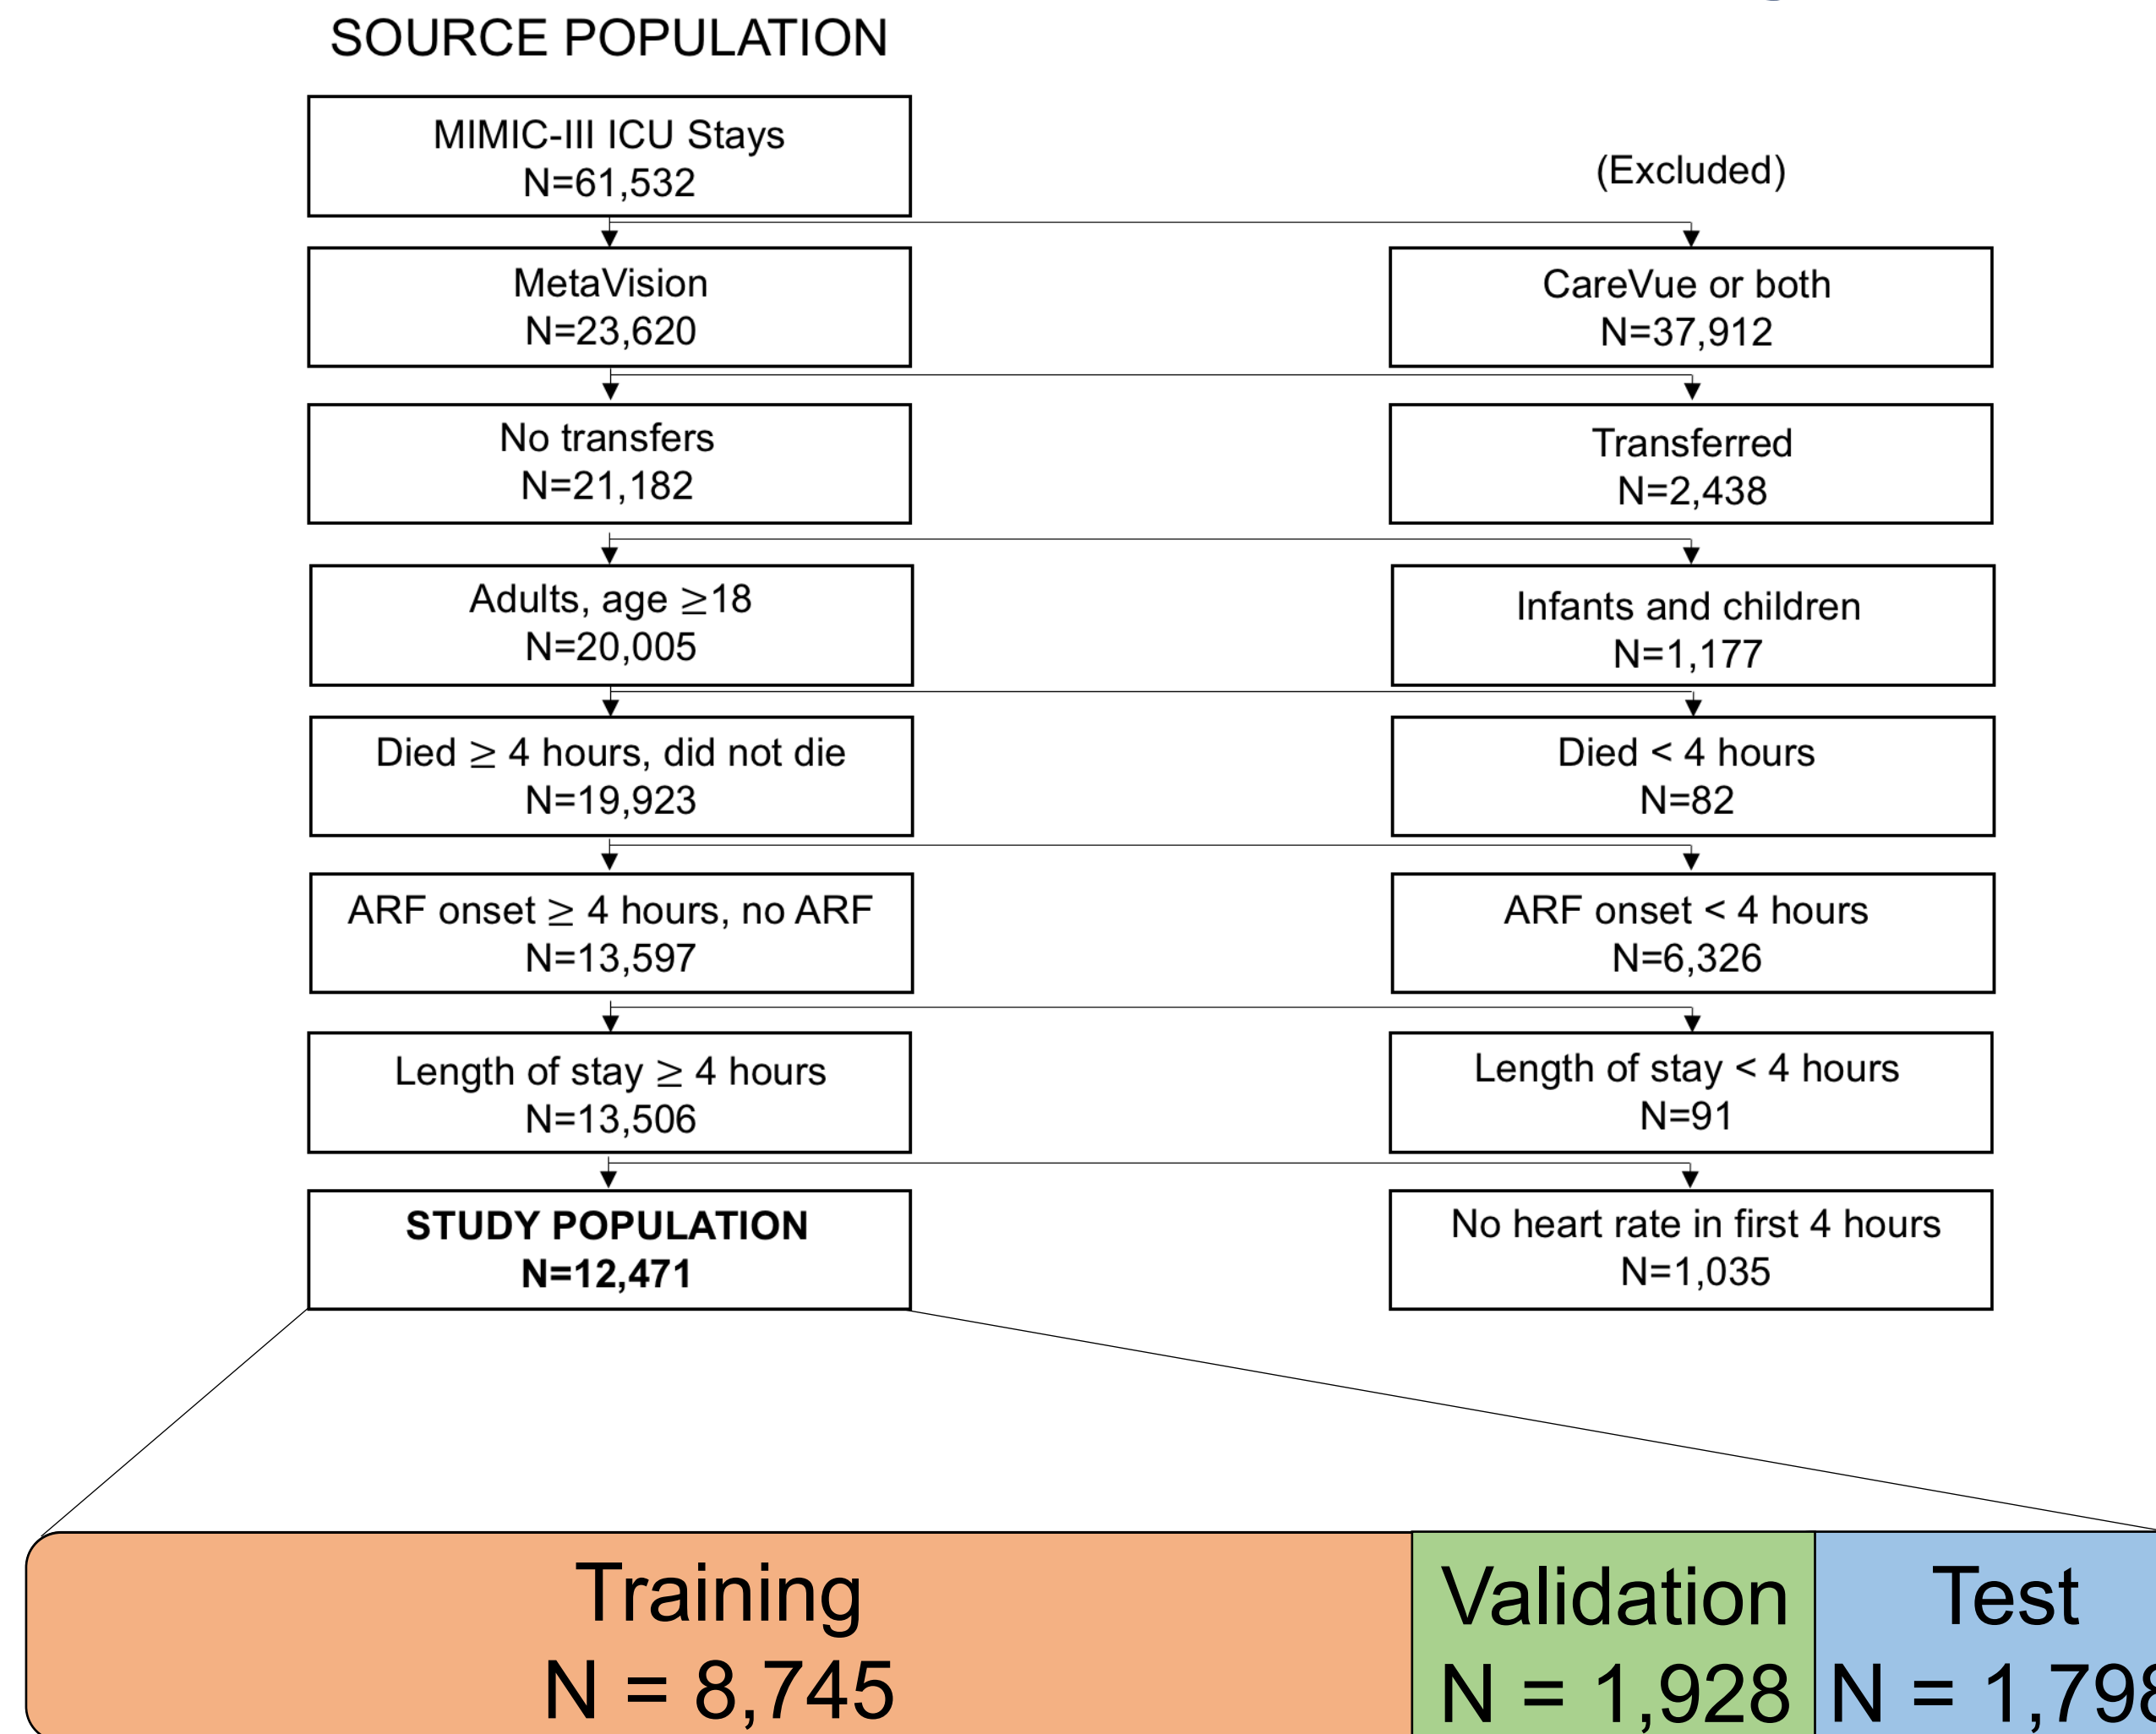 SOURCE POPULATION
MIMIC-III ICU Stays
N=61,532
(Excluded)
MetaVision
N=23,620
CareVue or both
N=37,912
No transfers
N=21,182
Transferred
N=2,438
Adults, age ≥18
N=20,005
Infants and children
N=1,177
Died ≥ 4 hours, did not die
N=19,923
Died < 4 hours
N=82
ARF onset ≥ 4 hours, no ARF
N=13,597
ARF onset < 4 hours
N=6,326
Length of stay ≥ 4 hours
N=13,506
Length of stay < 4 hours
N=91
STUDY POPULATION
N=12,471
No heart rate in first 4 hours
N=1,035
Training
N = 8,745
Validation
N = 1,928
Test
N = 1,798